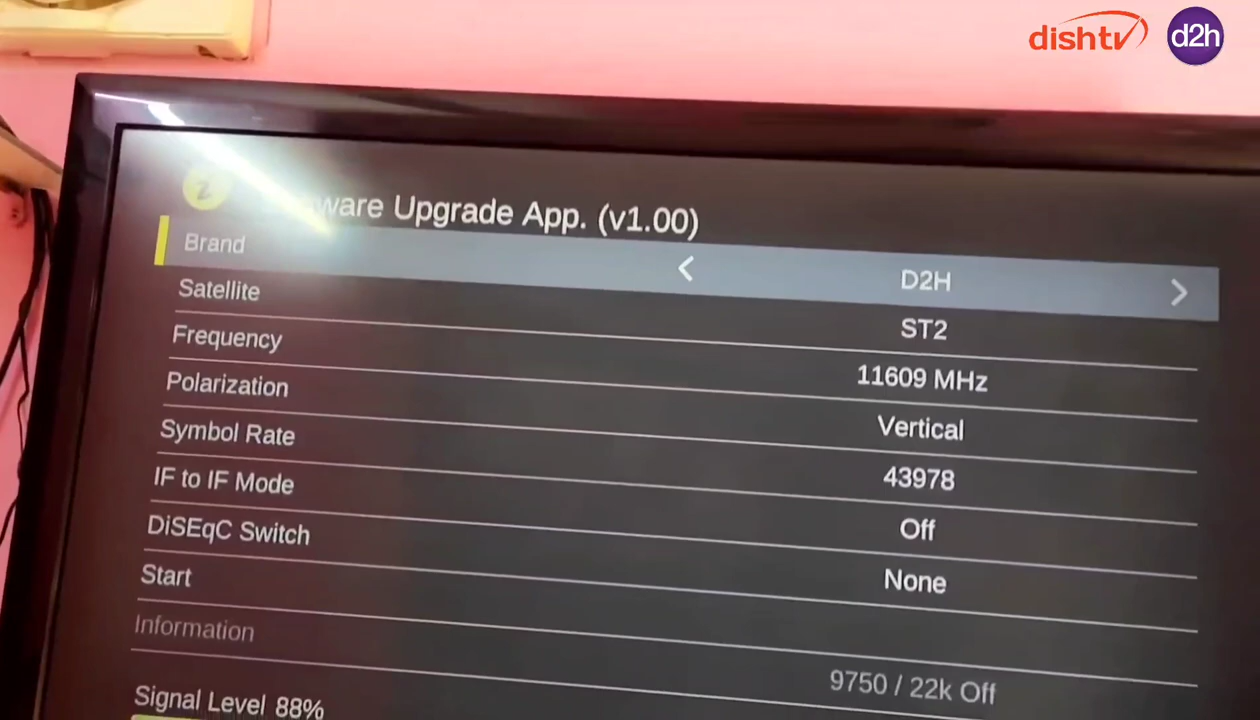 dishtv d2h
Upgrade App. (v1.00)
Brand D2H
Satellite ST2
Frequency 11609 MHz
Polarization Vertical
Symbol Rate 43978
IF to IF Mode Off
DiSEqC Switch None
Start
Information 9750 / 22k Off
Signal Level 88%